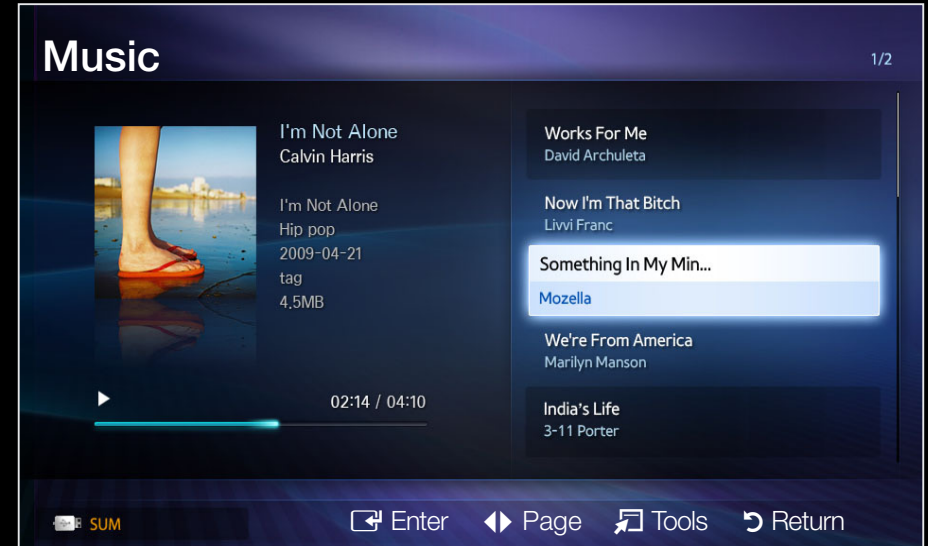 Music
1/2
I'm Not Alone
Calvin Harris
I'm Not Alone
Hip pop
2009-04-21
tag
4.5MB
02:14 / 04:10
Works For Me
David Archuleta
Now I'm That Bitch
Livvi Franc
Something In My Min...
Mozella
We're From America
Marilyn Manson
India's Life
3-11 Porter
SUM
Enter Page Tools Return